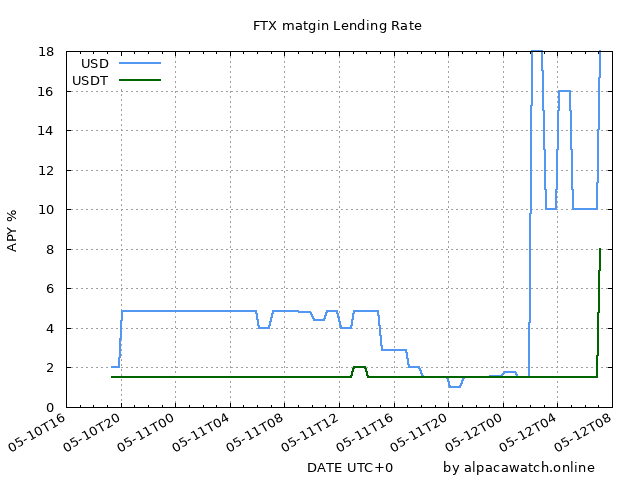 FTX matgin Lending Rate
USD
USDT
18
16
14
12
10
8
6
4
2
0
APY %
05-10T16
05-10T20
05-11T00
05-11T04
05-11T08
05-11T12
05-11T16
05-11T20
05-12T00
05-12T04
05-12T08
DATE UTC+0
by alpacawatch.online